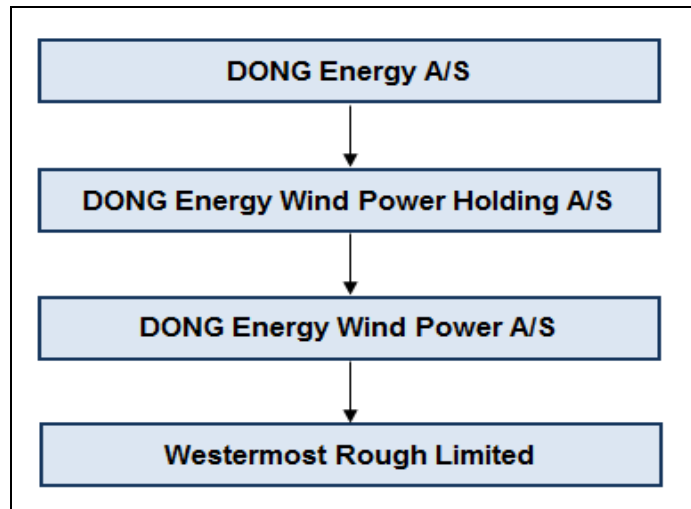 DONG Energy A/S
DONG Energy Wind Power Holding A/S
DONG Energy Wind Power A/S
Westermost Rough Limited